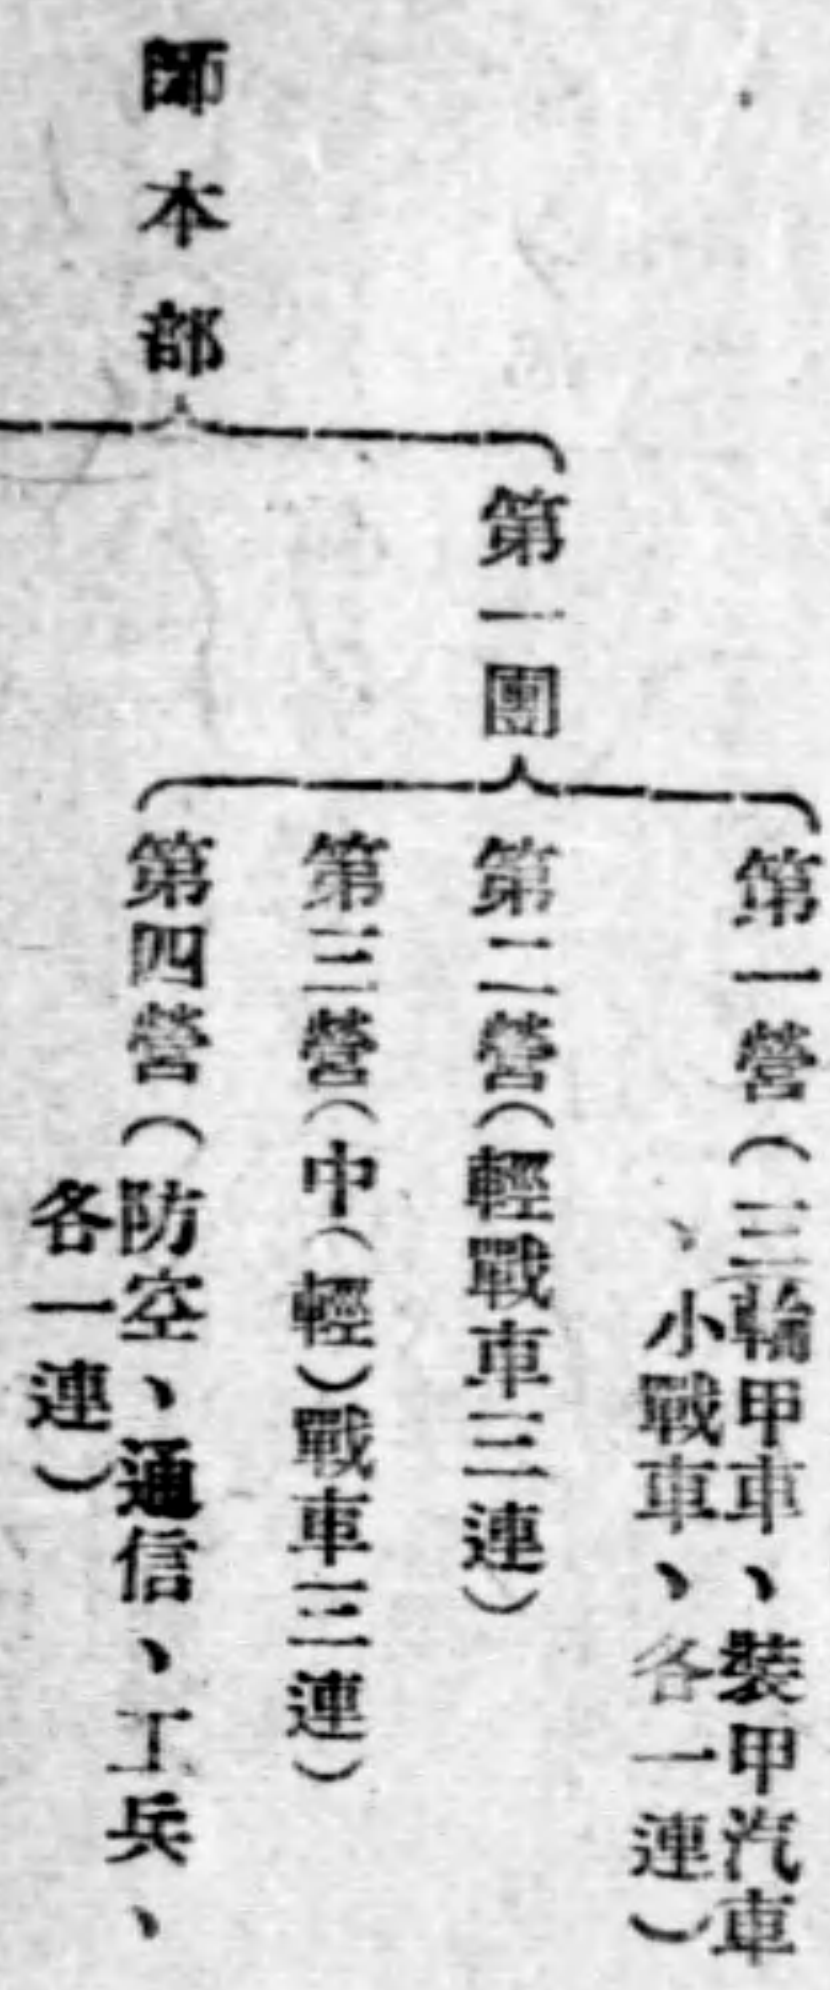 師本部
第一團
第一營(三輪甲車、裝甲汽車
、小戰車、各一連)
第二營(輕戰車三連)
第三營(中(輕)戰車三連)
第四營(防空、通信、工兵、
各一連)